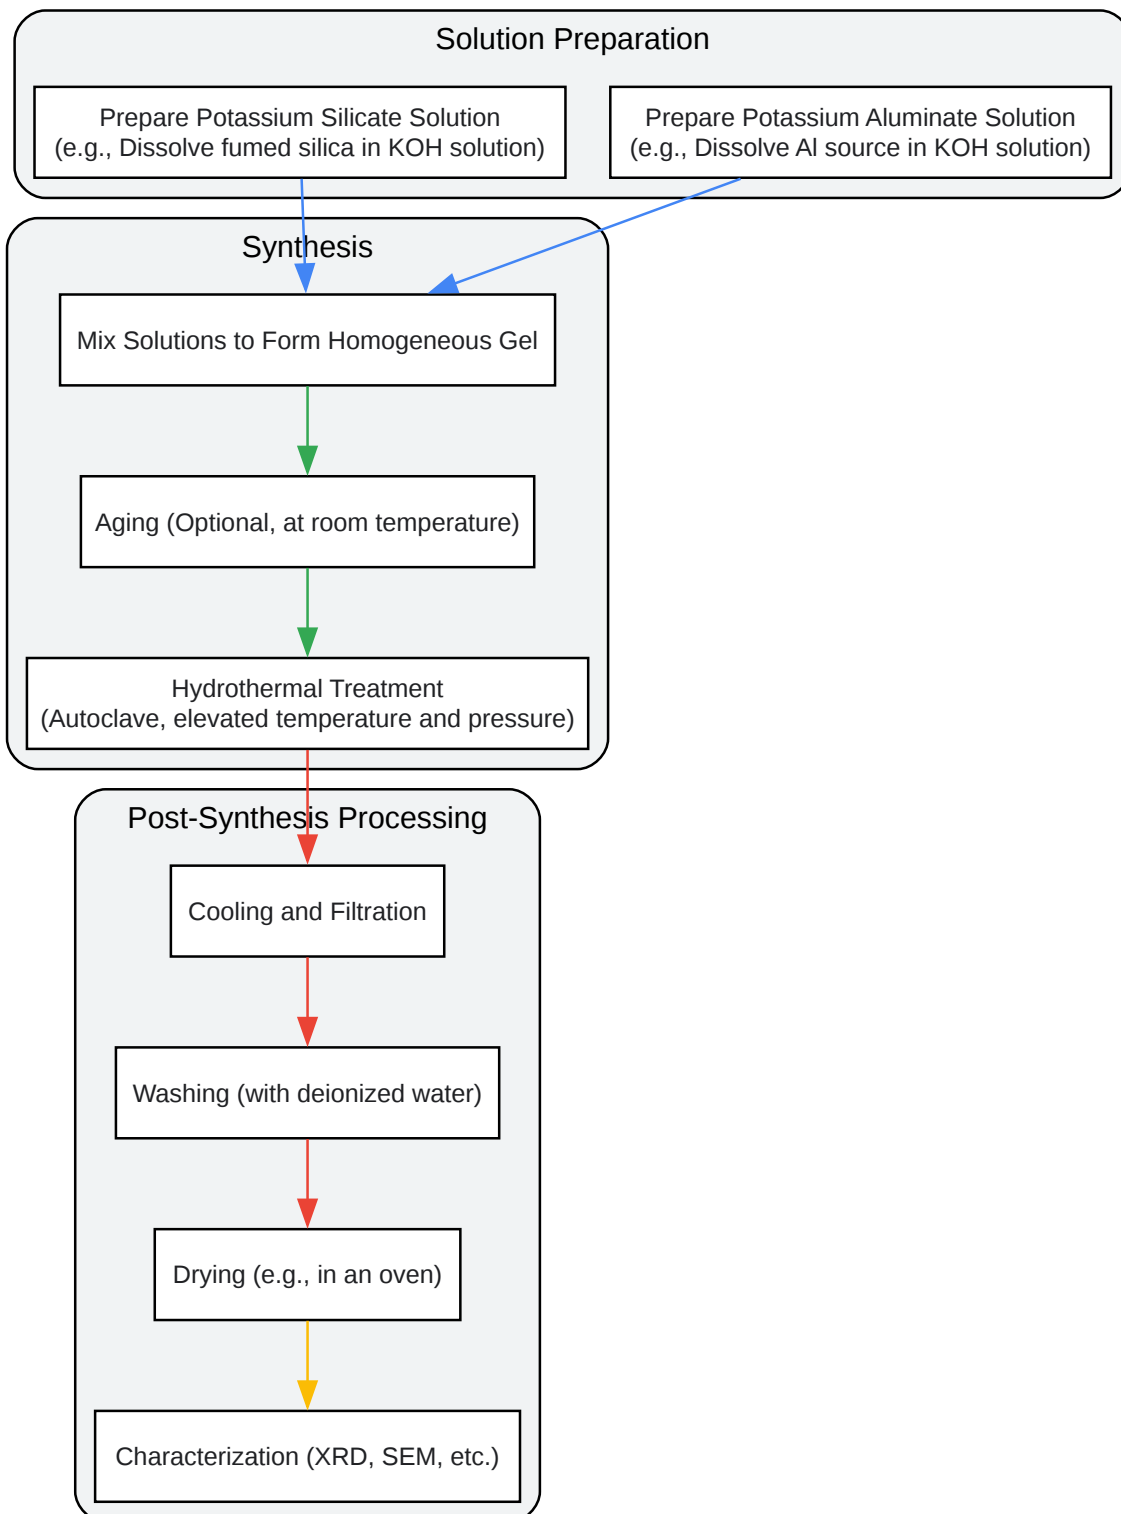 Solution Preparation
Prepare Potassium Silicate Solution
(e.g., Dissolve fumed silica in KOH solution)
Prepare Potassium Aluminate Solution
(e.g., Dissolve Al source in KOH solution)
Synthesis
Mix Solutions to Form Homogeneous Gel
Aging (Optional, at room temperature)
Hydrothermal Treatment
(Autoclave, elevated temperature and pressure)
Post-Synthesis Processing
Cooling and Filtration
Washing (with deionized water)
Drying (e.g., in an oven)
Characterization (XRD, SEM, etc.)